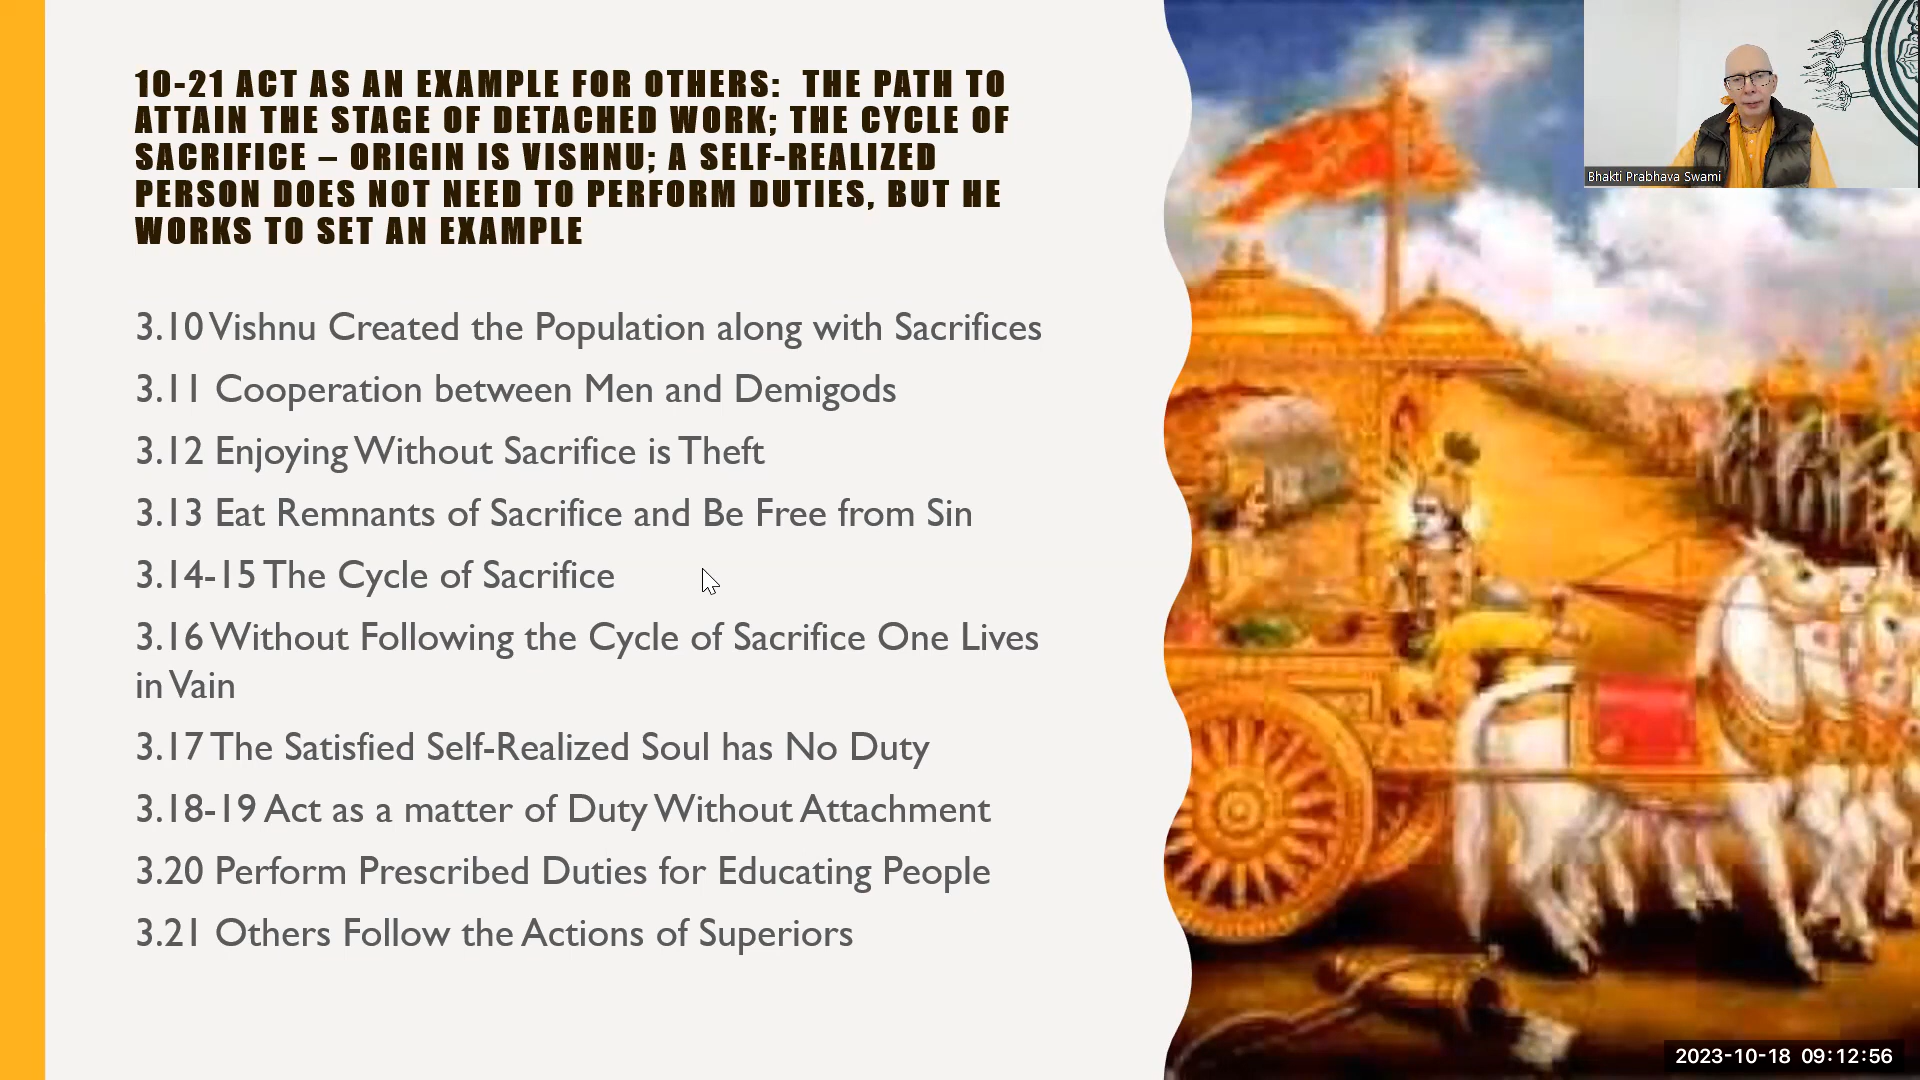 10-21 ACT AS AN EXAMPLE FOR OTHERS: THE PATH TO
ATTAIN THE STAGE OF DETACHED WORK; THE CYCLE OF
SACRIFICE – ORIGIN IS VISHNU; A SELF-REALIZED
PERSON DOES NOT NEED TO PERFORM DUTIES, BUT HE
WORKS TO SET AN EXAMPLE
3.10 Vishnu Created the Population along with Sacrifices
3.11 Cooperation between Men and Demigods
3.12 Enjoying Without Sacrifice is Theft
3.13 Eat Remnants of Sacrifice and Be Free from Sin
3.14-15 The Cycle of Sacrifice
3.16 Without Following the Cycle of Sacrifice One Lives
in Vain
3.17 The Satisfied Self-Realized Soul has No Duty
3.18-19 Act as a matter of Duty Without Attachment
3.20 Perform Prescribed Duties for Educating People
3.21 Others Follow the Actions of Superiors
Bhakti Prabhava Swami
2023-10-18 09:12:56